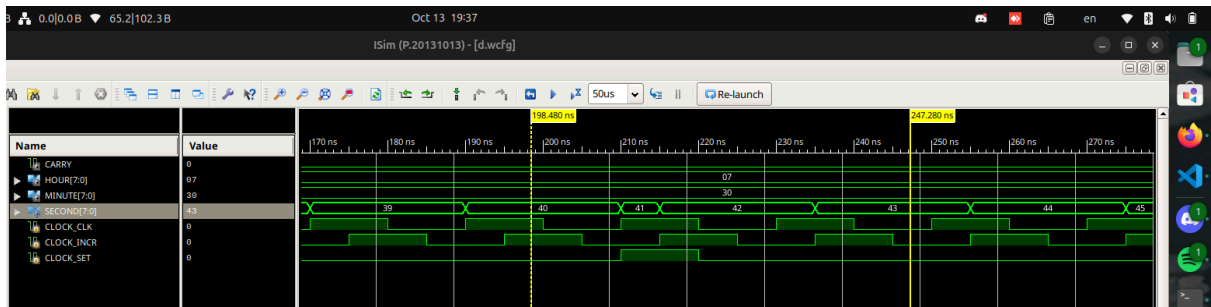 B 0.0|0.0 B 65.2|102.3 B Oct 13 19:37 en
ISim (P.20131013) - [d.wcfg]
50us Re-launch
198.480 ns 247.280 ns
Name Value 170 ns 180 ns 190 ns 200 ns 210 ns 220 ns 230 ns 240 ns 250 ns 260 ns 270 ns
CARRY 0
HOUR[7:0] 07 07
MINUTE[7:0] 30 30
SECOND[7:0] 43 39 40 41 42 43 44 45
CLOCK_CLK 0
CLOCK_INCR 0
CLOCK_SET 0
1
1
1